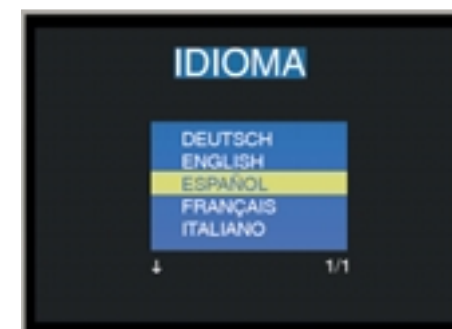 IDIOMA
DEUTSCH
ENGLISH
ESPAÑOL
FRANÇAIS
ITALIANO
↓ 1/1